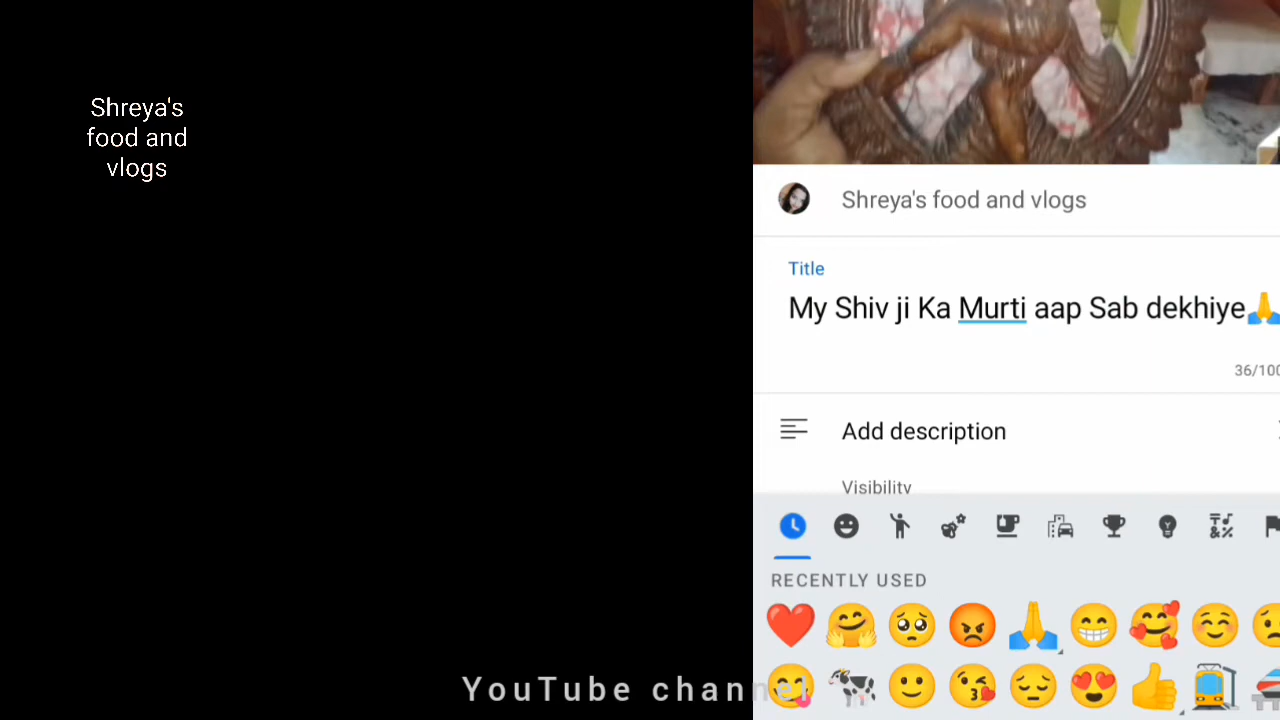 Shreya's
food and
vlogs
Shreya's food and vlogs
Title
My Shiv ji Ka Murti aap Sab dekhiye🙏
36/100
Add description
Visibility
RECENTLY USED
YouTube channel